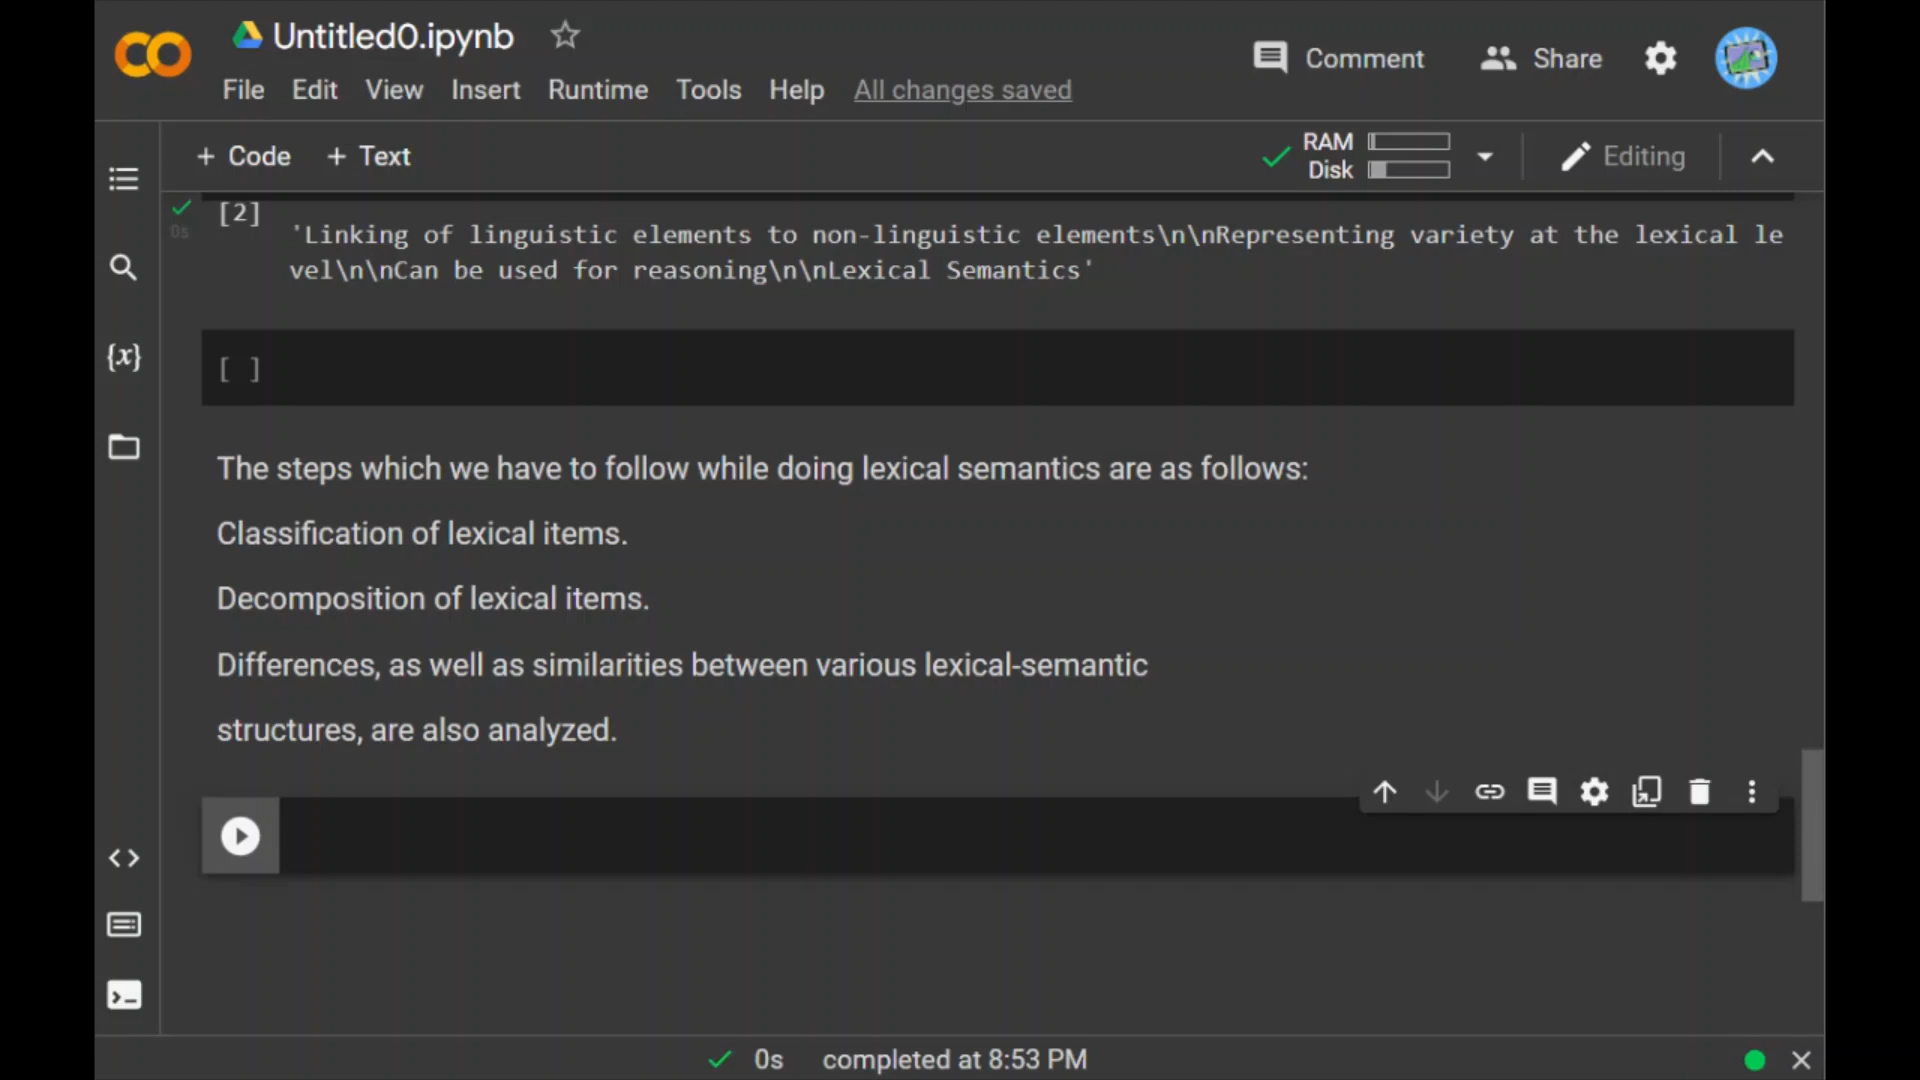 Untitled0.ipynb
Comment
Share
File Edit View Insert Runtime Tools Help All changes saved
+ Code + Text
RAM
Disk
Editing
[2]
0s
'Linking of linguistic elements to non-linguistic elements\n\nRepresenting variety at the lexical le
vel\n\nCan be used for reasoning\n\nLexical Semantics'
{x}
[ ]
The steps which we have to follow while doing lexical semantics are as follows:
Classification of lexical items.
Decomposition of lexical items.
Differences, as well as similarities between various lexical-semantic
structures, are also analyzed.
0s completed at 8:53 PM